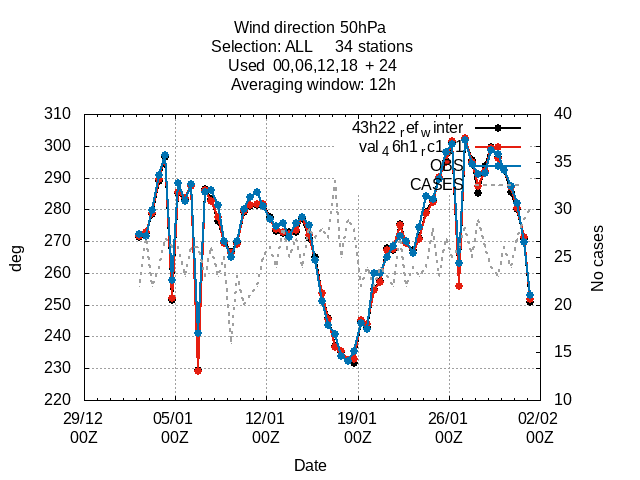 Wind direction 50hPa
Selection: ALL 34 stations
Used 00,06,12,18 + 24
Averaging window: 12h
310
300
290
280
270
260
250
240
230
220
deg
40
35
30
25
20
15
10
No cases
43h22_ref_winter
val_46h1_rc1.1
OBS
CASES
29/12 05/01 12/01 19/01 26/01 02/02
00Z 00Z 00Z 00Z 00Z 00Z
Date